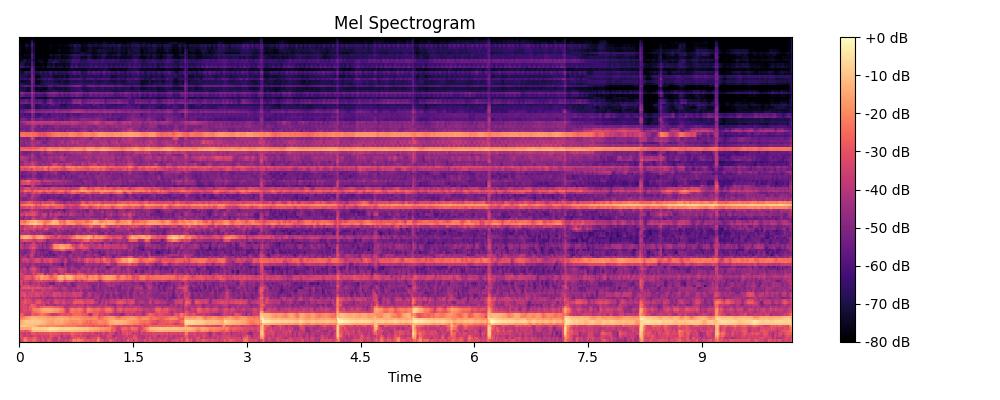 Mel Spectrogram
+0 dB
-10 dB
-20 dB
-30 dB
-40 dB
-50 dB
-60 dB
-70 dB
-80 dB
0 1.5 3 4.5 6 7.5 9
Time